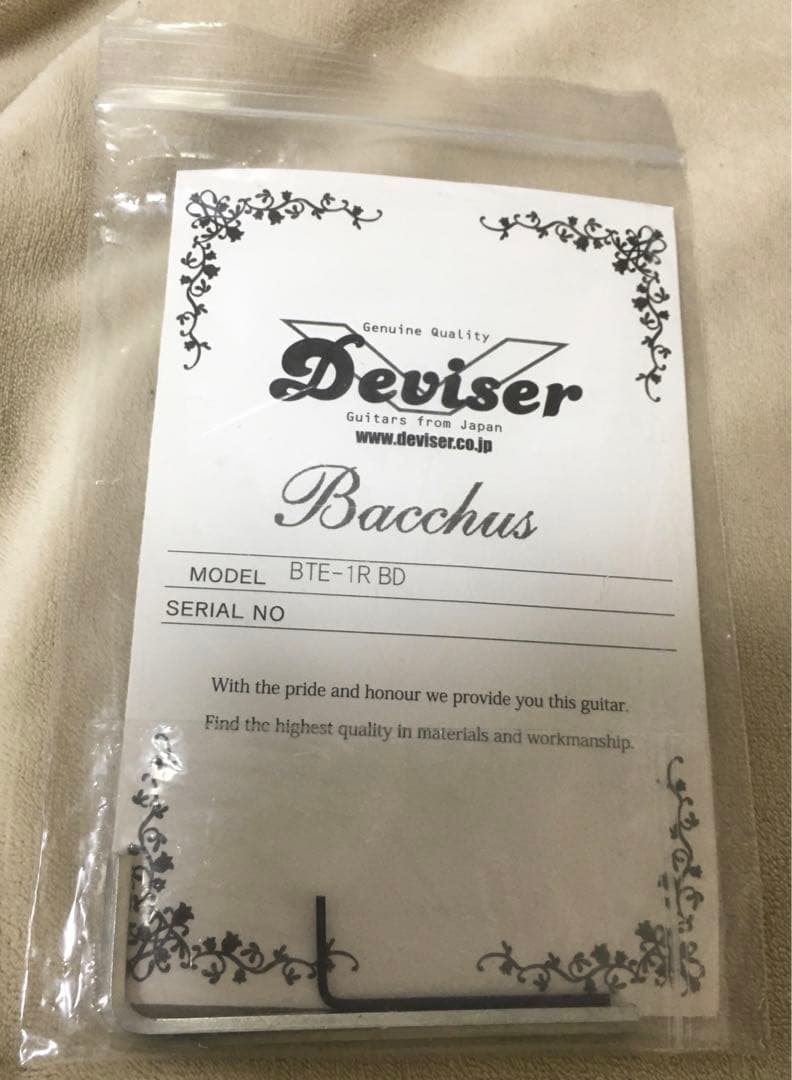 Genuine Quality
Deviser
Guitars from Japan
www.deviser.co.jp
Bacchus
MODEL BTE-1R BD
SERIAL NO
With the pride and honour we provide you this guitar.
Find the highest quality in materials and workmanship.